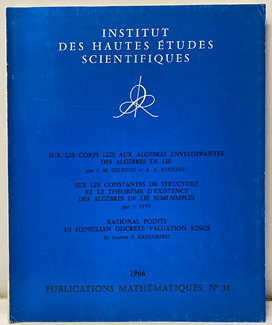 INSTITUT
DES HAUTES ÉTUDES
SCIENTIFIQUES
SUR LES CORPS LIÉS AUX ALGÈBRES ENVELOPPANTES
DES ALGÈBRES DE LIE
par I. M. GELFAND et A. A. KIRILLOV
SUR LES CONSTANTES DE STRUCTURE
ET LE THÉORÈME D'EXISTENCE
DES ALGÈBRES DE LIE SEMI-SIMPLES
par J. TITS
RATIONAL POINTS
IN HENSELIAN DISCRETE VALUATION RINGS
by Marvin J. GREENBERG
1966
PUBLICATIONS MATHÉMATIQUES, N° 31